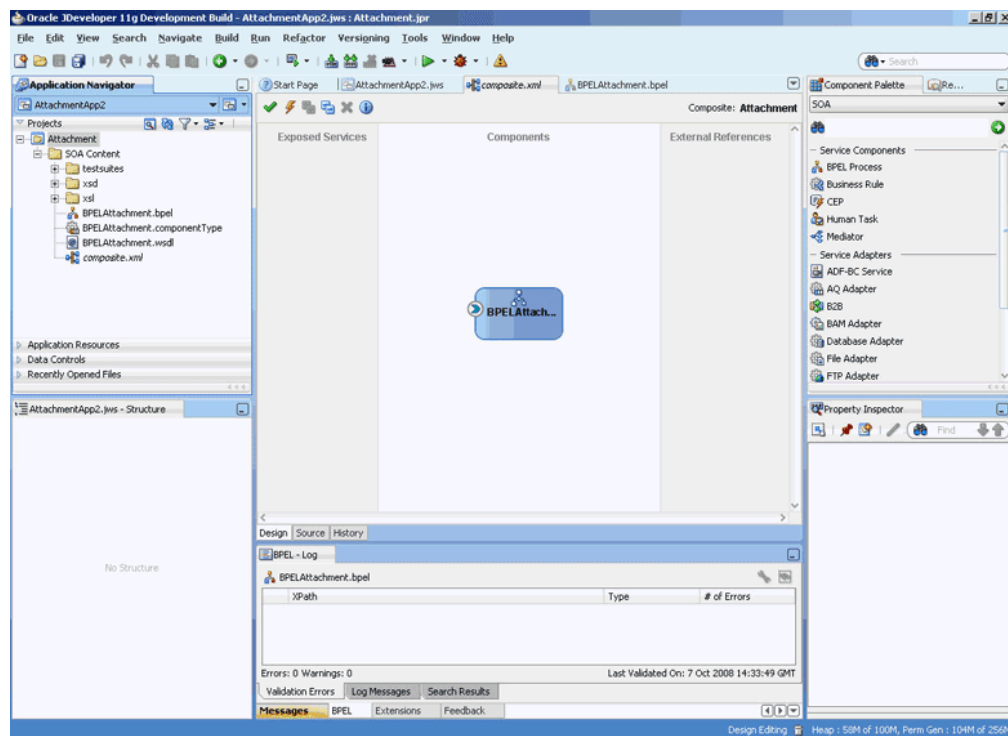 Oracle JDeveloper 11g Development Build - AttachmentApp2.jws : Attachment.jpr
File Edit View Search Navigate Build Run Refactor Versioning Tools Window Help
Search
Application Navigator
AttachmentApp2
Projects
Attachment
SOA Content
testsuites
xsd
xsl
BPELAttachment.bpel
BPELAttachment.componentType
BPELAttachment.wsdl
composite.xml
Application Resources
Data Controls
Recently Opened Files
AttachmentApp2.jws - Structure
No Structure
Start Page AttachmentApp2.jws composite.xml BPELAttachment.bpel
Composite: Attachment
Exposed Services Components External References
BPELAttach...
Design Source History
BPEL - Log
BPELAttachment.bpel
XPath Type # of Errors
Errors: 0 Warnings: 0 Last Validated On: 7 Oct 2008 14:33:49 GMT
Validation Errors Log Messages Search Results
Messages BPEL Extensions Feedback
Component Palette Re...
SOA
Service Components
BPEL Process
Business Rule
CEP
Human Task
Mediator
Service Adapters
ADF-BC Service
AQ Adapter
B2B
BAM Adapter
Database Adapter
File Adapter
FTP Adapter
Property Inspector
Find
Design Editing Heap : 58M of 100M, Perm Gen : 104M of 256M